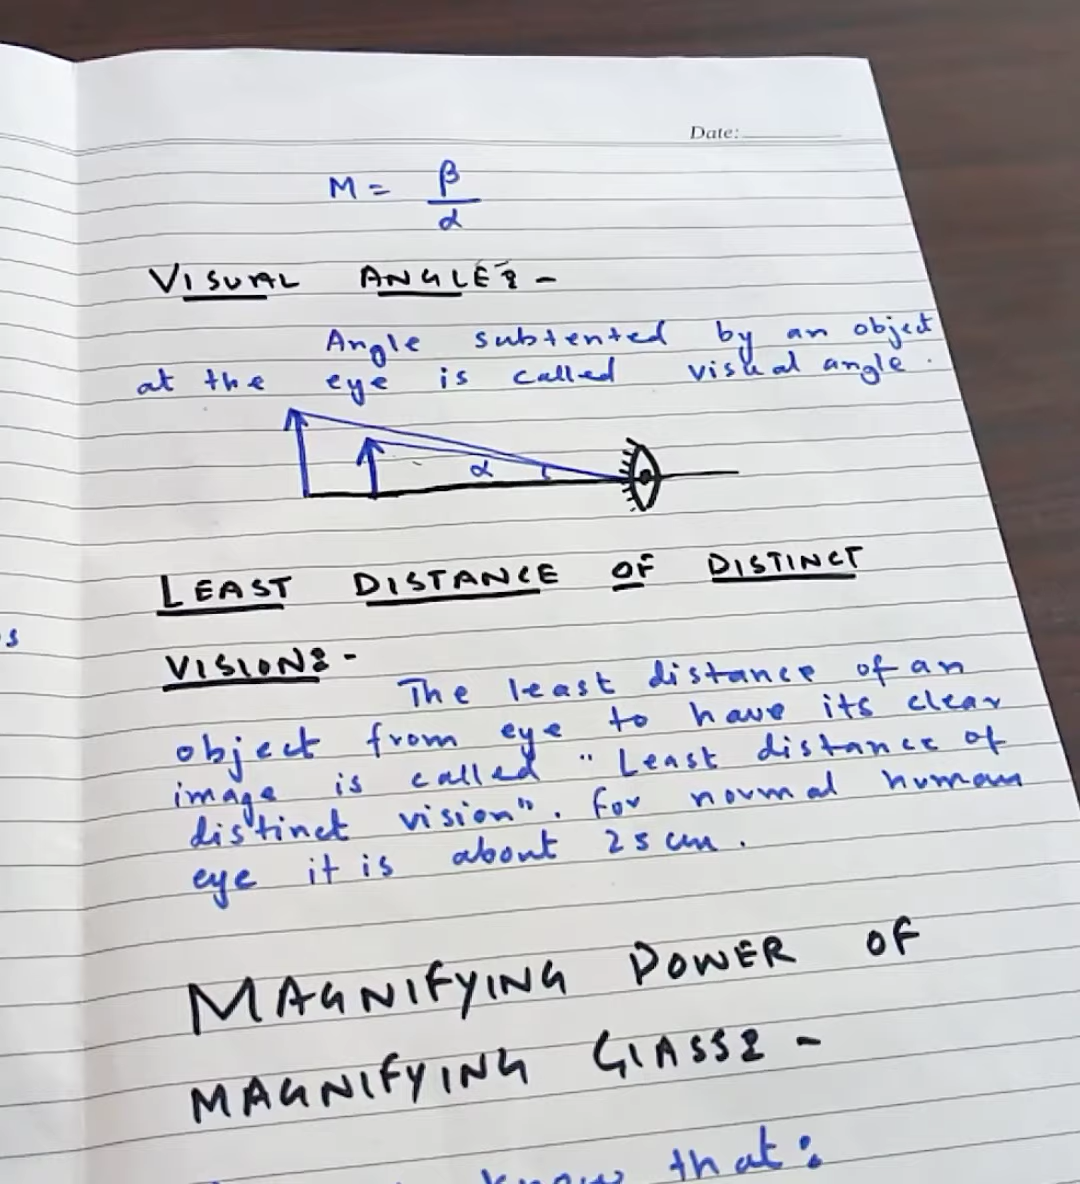 Date:
M = β
α
VISUAL ANGLE:-
Angle subtented by an object
at the eye is called visual angle.
α
LEAST DISTANCE OF DISTINCT
VISION:-
The least distance of an
object from eye to have its clear
image is called "Least distance of
distinct vision". For normal human
eye it is about 25 cm.
MAGNIFYING POWER OF
MAGNIFYING GLASS:-
know that:
s